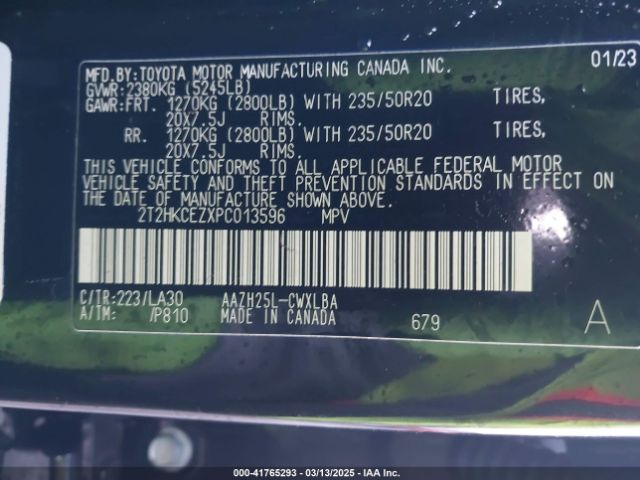 MFD.BY:TOYOTA MOTOR MANUFACTURING CANADA INC. 01/23
GVWR:2380KG (5245LB)
GAWR:FRT. 1270KG (2800LB) WITH 235/50R20 TIRES,
20X7.5J RIMS.
RR. 1270KG (2800LB) WITH 235/50R20 TIRES,
20X7.5J RIMS.
THIS VEHICLE CONFORMS TO ALL APPLICABLE FEDERAL MOTOR
VEHICLE SAFETY AND THEFT PREVENTION STANDARDS IN EFFECT
ON THE DATE OF MANUFACTURE SHOWN ABOVE.
2T2HKCEZXPC013596 MPV
C/TR:223/LA30 AAZH25L-CWXLBA
A/TM: /P810 MADE IN CANADA 679 A
000-41765293 - 03/13/2025 - IAA Inc.